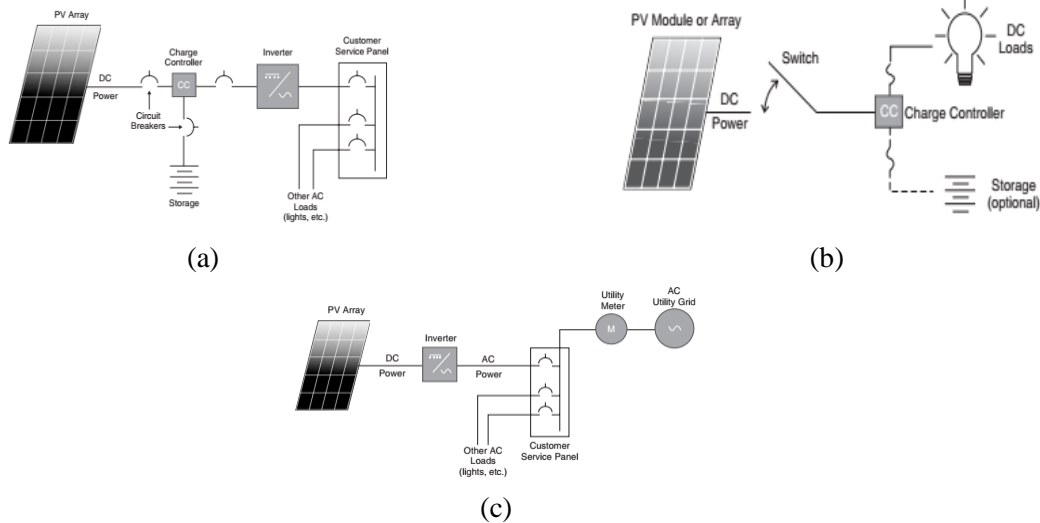 PV Array
DC
Power
Circuit
Breakers
Charge
Controller
CC
Storage
Inverter
Customer
Service Panel
Other AC
Loads
(lights, etc.)
(a)
PV Module or Array
DC
Power
Switch
CC
Charge Controller
DC
Loads
Storage
(optional)
(b)
PV Array
DC
Power
Inverter
AC
Power
Other AC
Loads
(lights, etc.)
Customer
Service Panel
Utility
Meter
M
AC
Utility Grid
(c)